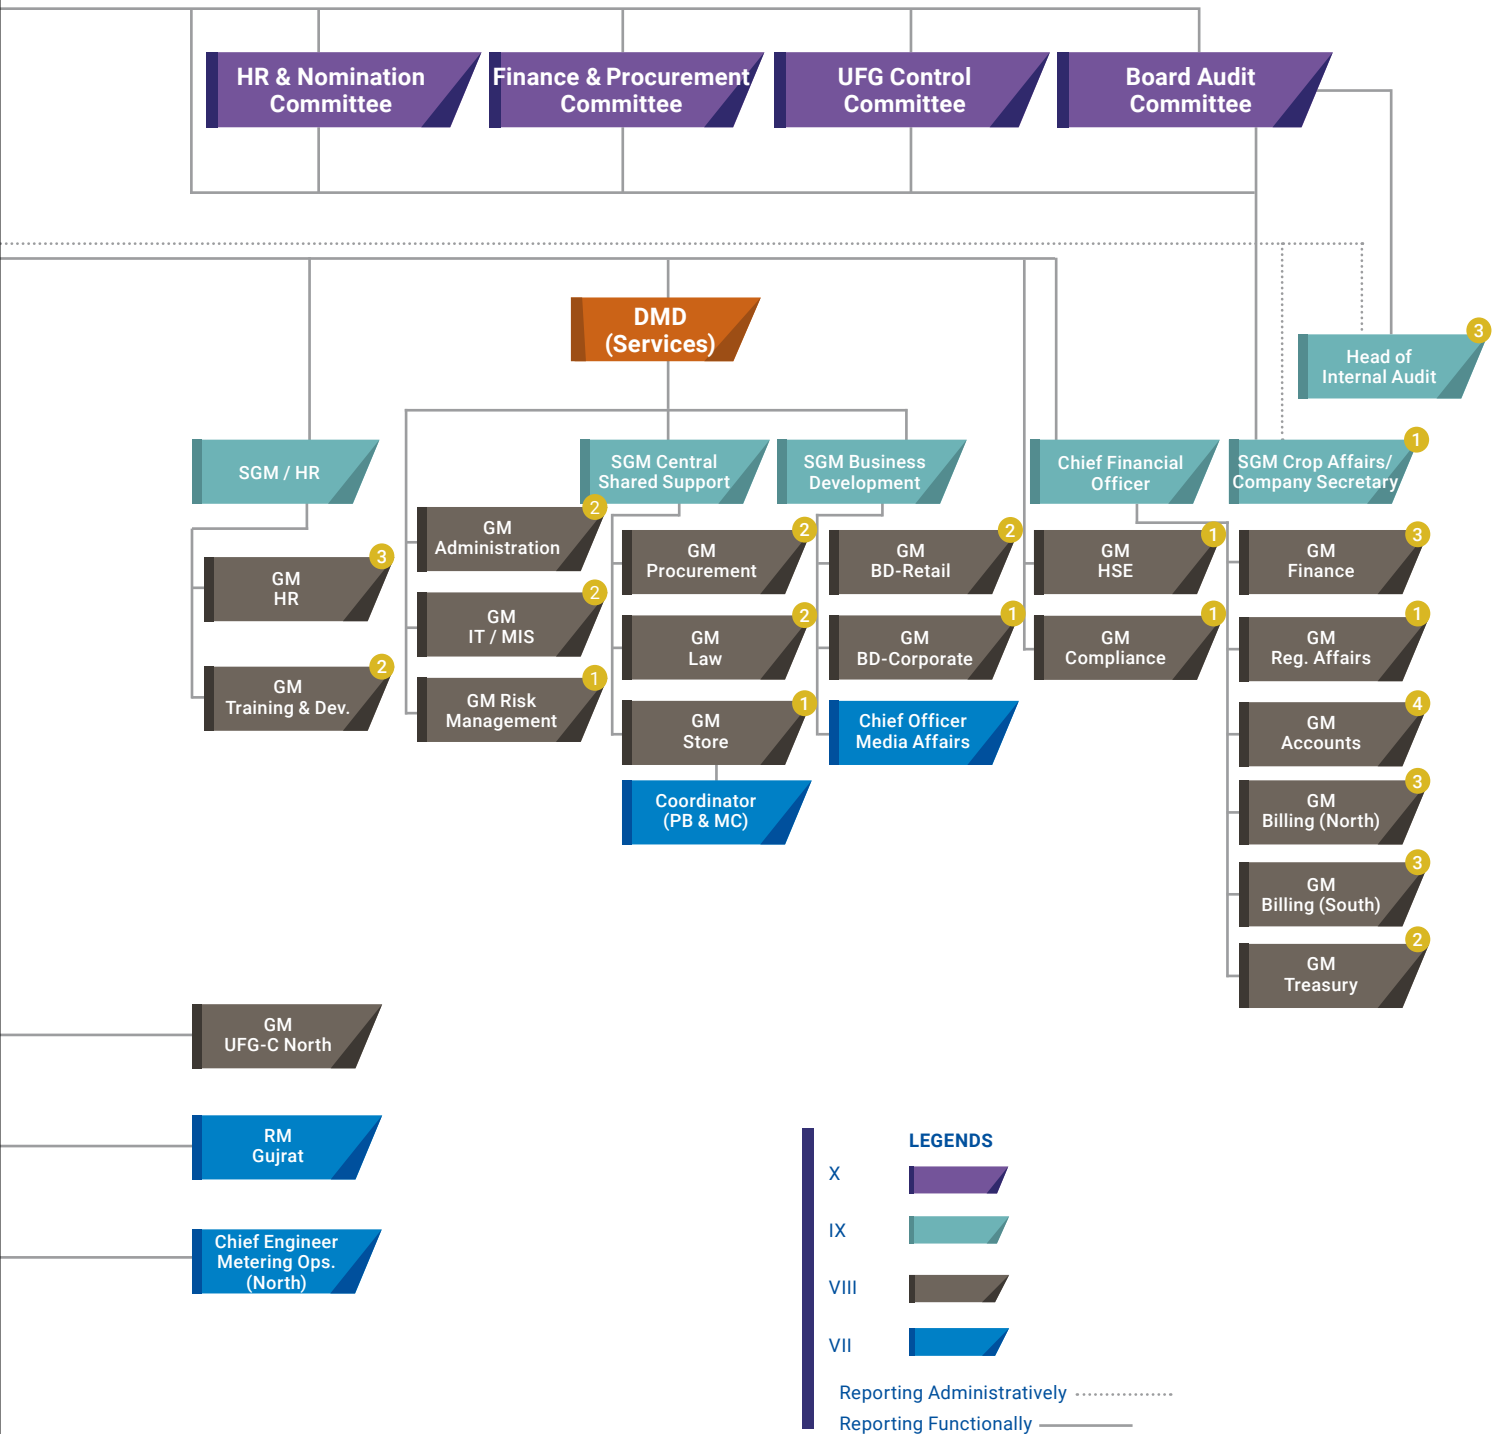 HR & Nomination
Committee
Finance & Procurement
Committee
UFG Control
Committee
Board Audit
Committee
DMD
(Services)
3
Head of
Internal Audit
SGM / HR
SGM Central
Shared Support
SGM Business
Development
Chief Financial
Officer
1
SGM Crop Affairs/
Company Secretary
3
GM
HR
2
GM
Training & Dev.
2
GM
Administration
2
GM
IT / MIS
1
GM Risk
Management
2
GM
Procurement
2
GM
Law
1
GM
Store
Coordinator
(PB & MC)
2
GM
BD-Retail
1
GM
BD-Corporate
Chief Officer
Media Affairs
1
GM
HSE
1
GM
Compliance
3
GM
Finance
1
GM
Reg. Affairs
4
GM
Accounts
3
GM
Billing (North)
3
GM
Billing (South)
2
GM
Treasury
GM
UFG-C North
RM
Gujrat
Chief Engineer
Metering Ops.
(North)
LEGENDS
X
IX
VIII
VII
Reporting Administratively
Reporting Functionally